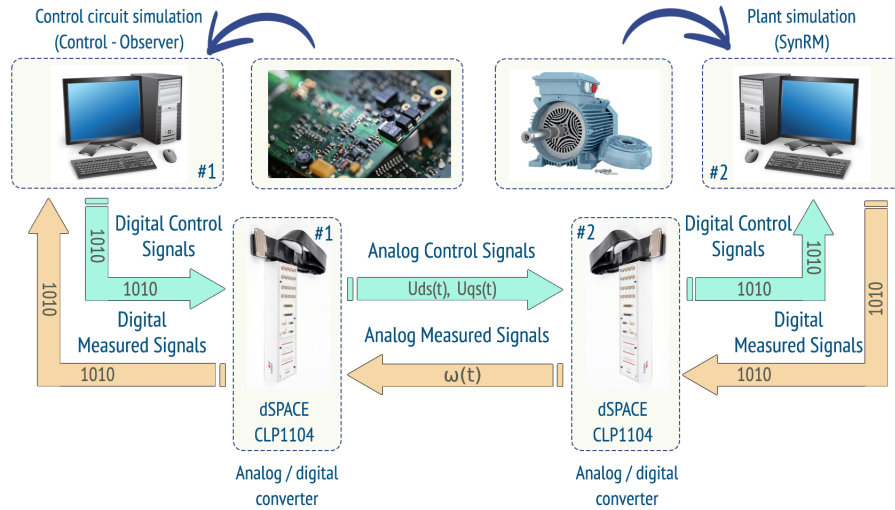 Control circuit simulation
(Control - Observer)
Plant simulation
(SynRM)
#1
#2
Digital Control
Signals
1010
1010
#1
Analog Control Signals
Uds(t), Uqs(t)
#2
Digital Control
Signals
1010
1010
1010
Digital
Measured Signals
1010
Analog Measured Signals
ω(t)
Digital
Measured Signals
1010
1010
dSPACE
CLP1104
dSPACE
CLP1104
Analog / digital
converter
Analog / digital
converter